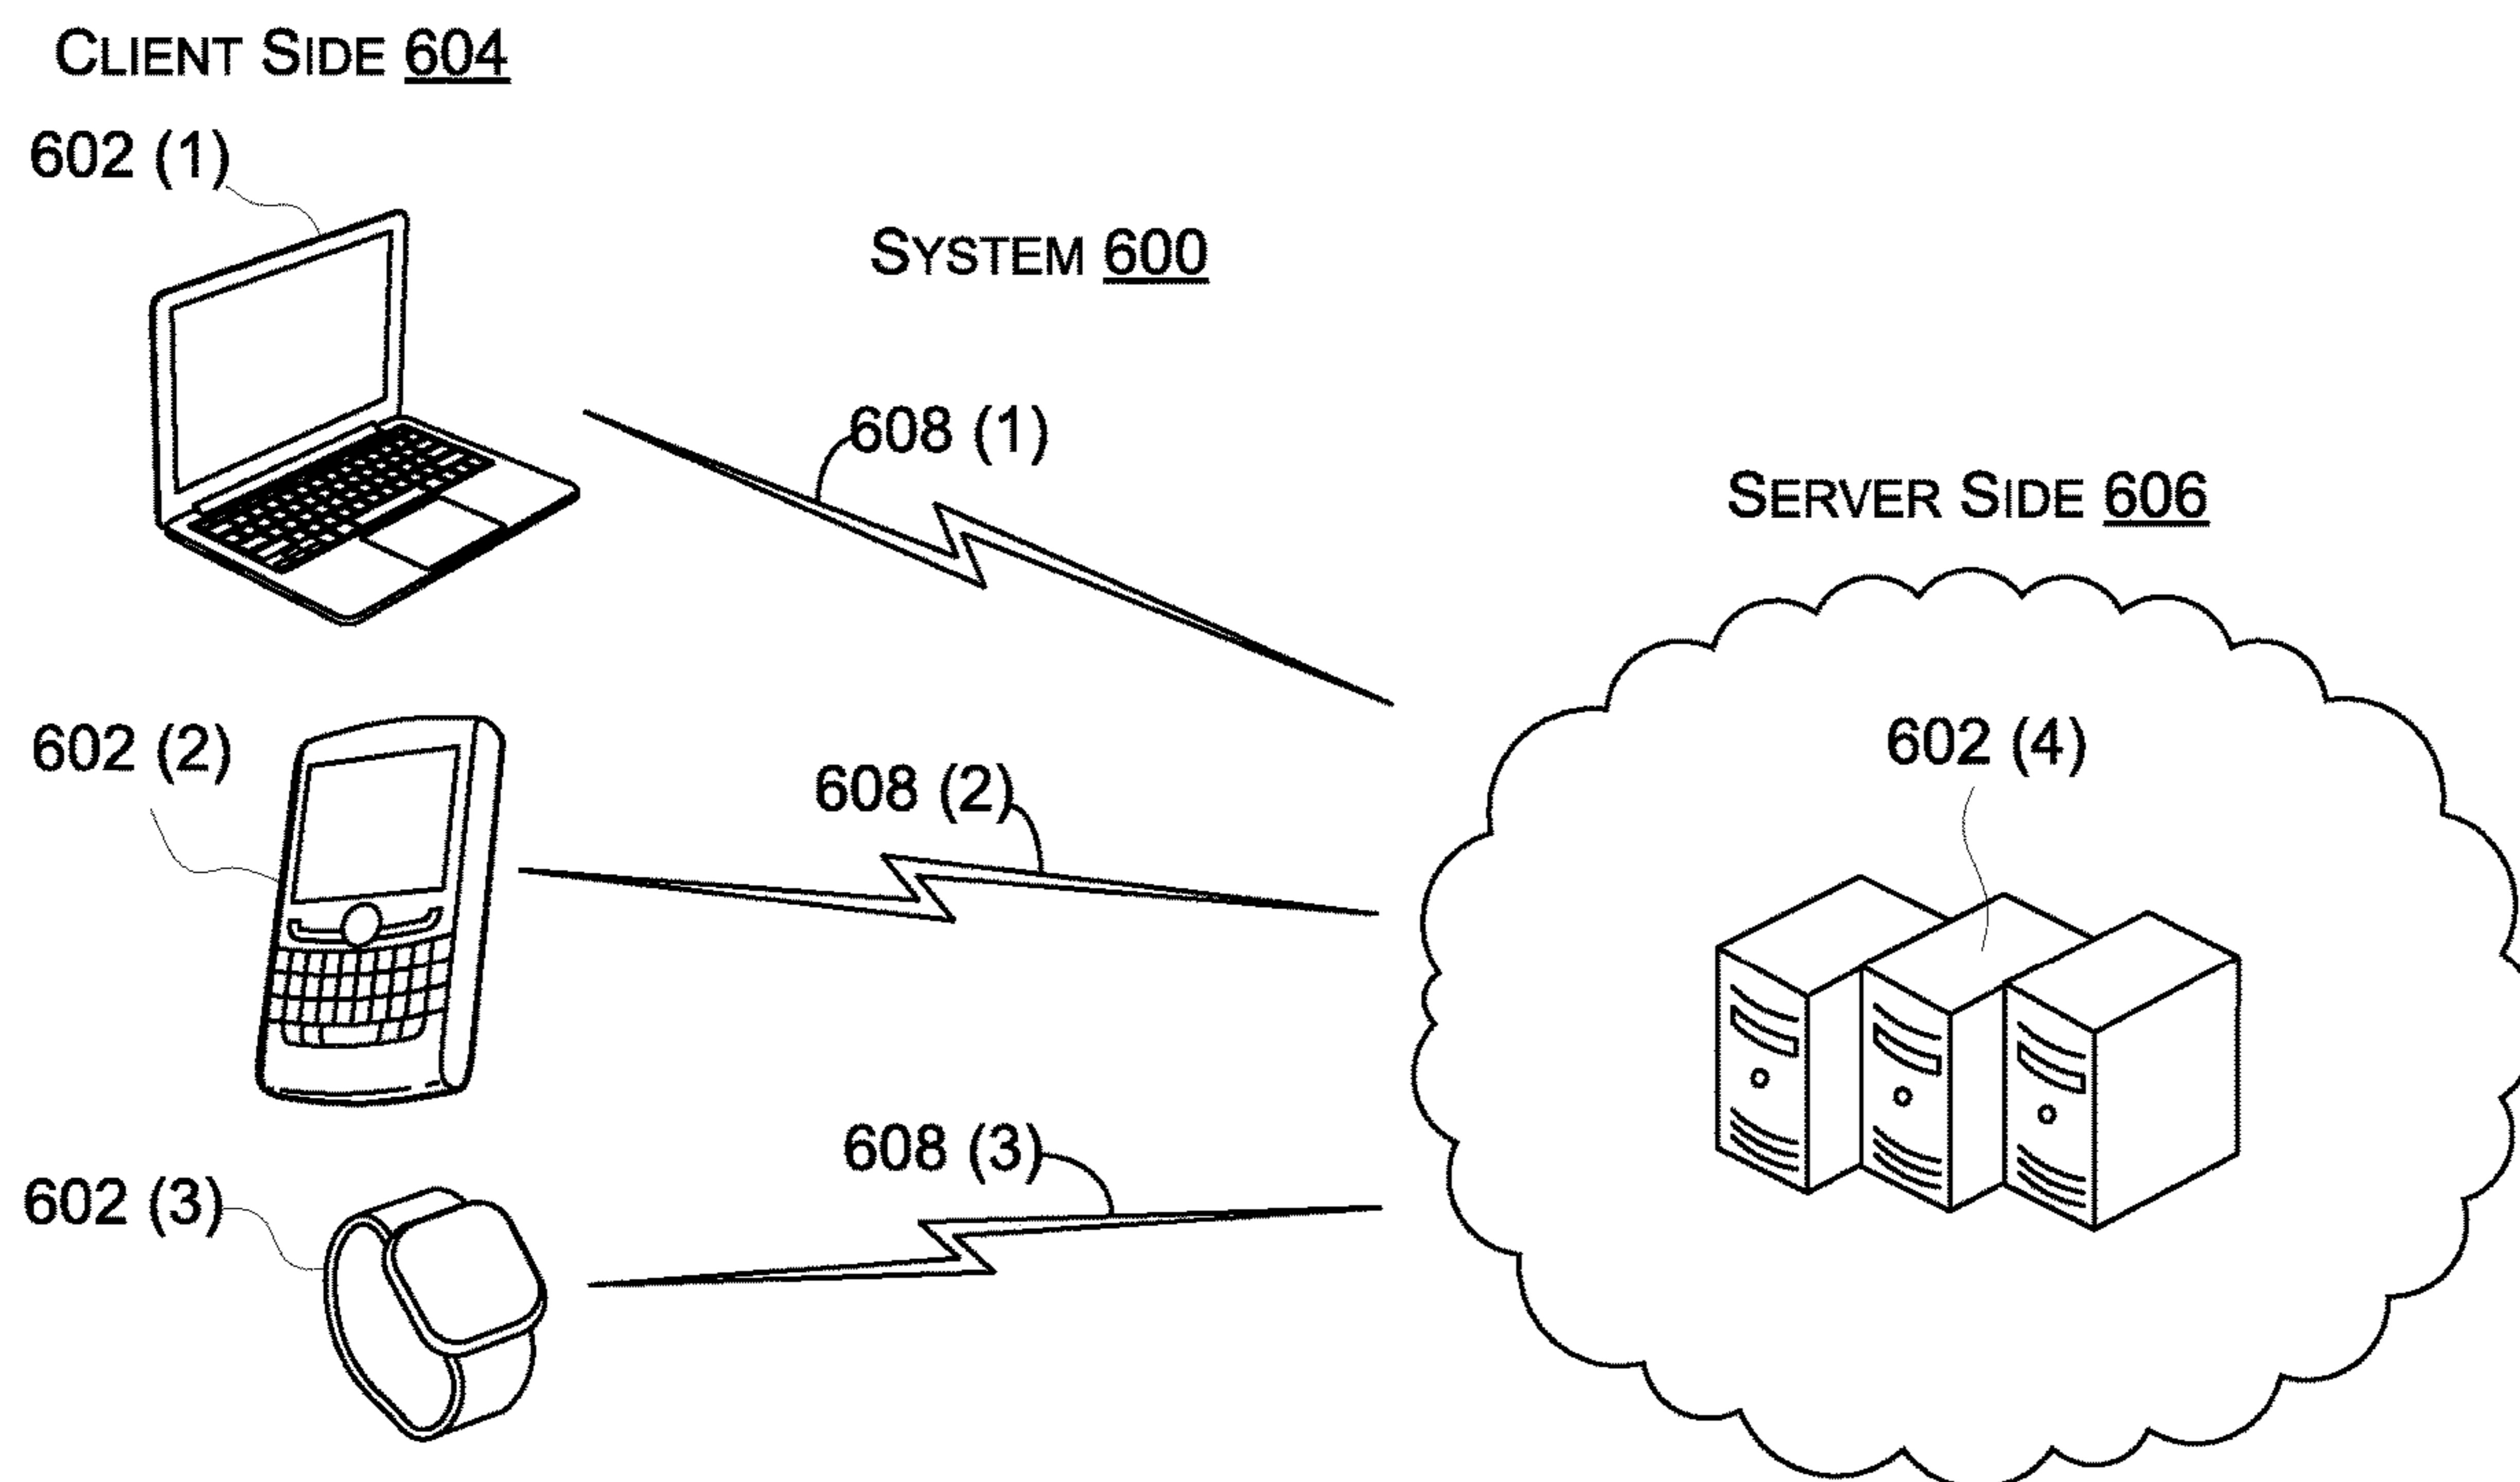 CLIENT SIDE 604
602 (1)
SYSTEM 600
608 (1)
SERVER SIDE 606
602 (2)
608 (2)
602 (4)
608 (3)
602 (3)